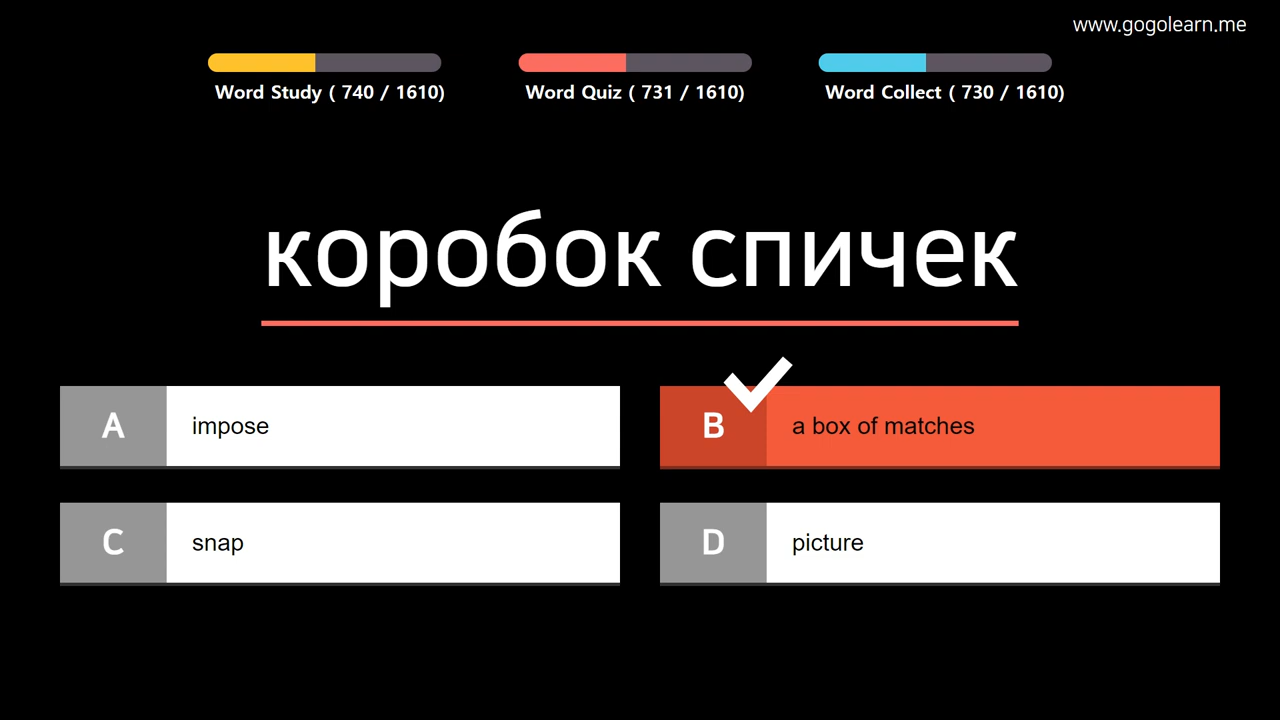 www.gogolearn.me
Word Study ( 740 / 1610)
Word Quiz ( 731 / 1610)
Word Collect ( 730 / 1610)
коробок спичек
A impose
B a box of matches
C snap
D picture